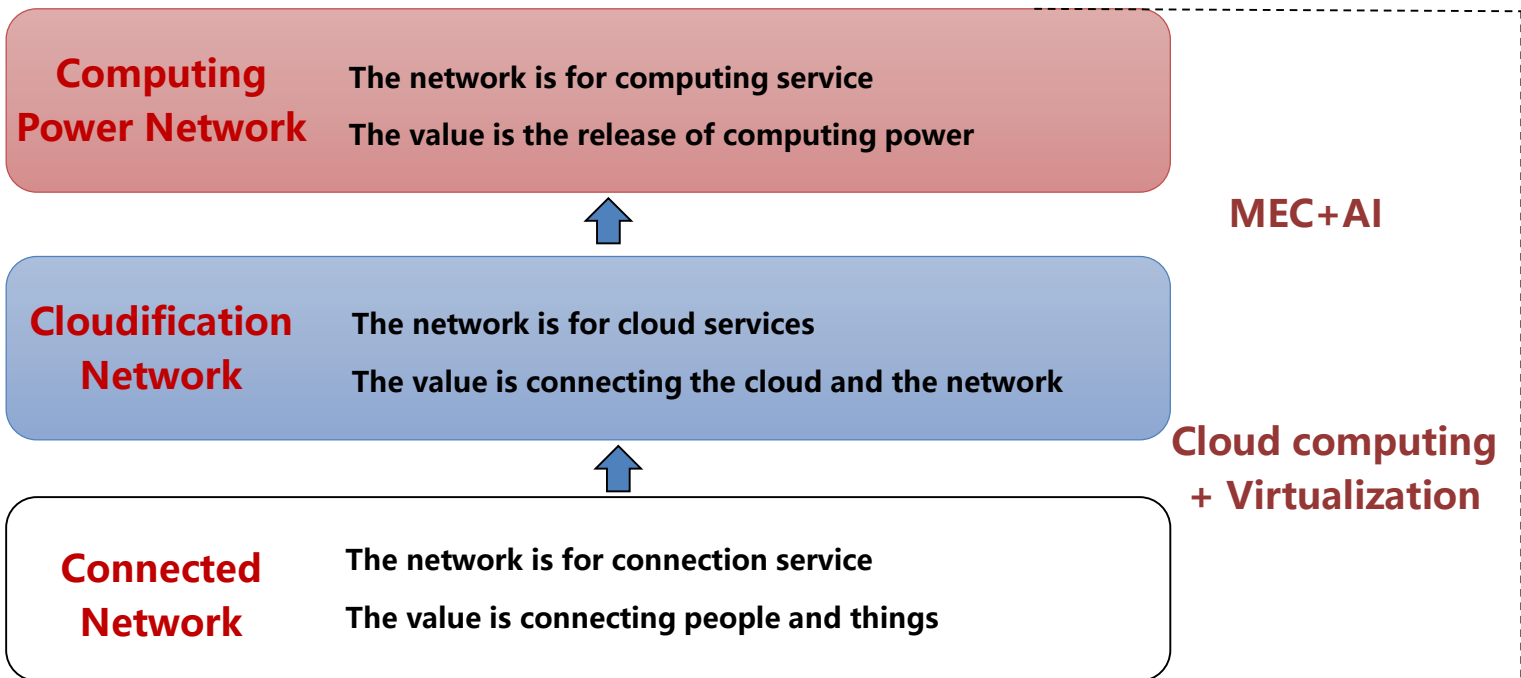 Computing
Power Network
The network is for computing service
The value is the release of computing power
MEC+AI
Cloudification
Network
The network is for cloud services
The value is connecting the cloud and the network
Cloud computing
+ Virtualization
Connected
Network
The network is for connection service
The value is connecting people and things